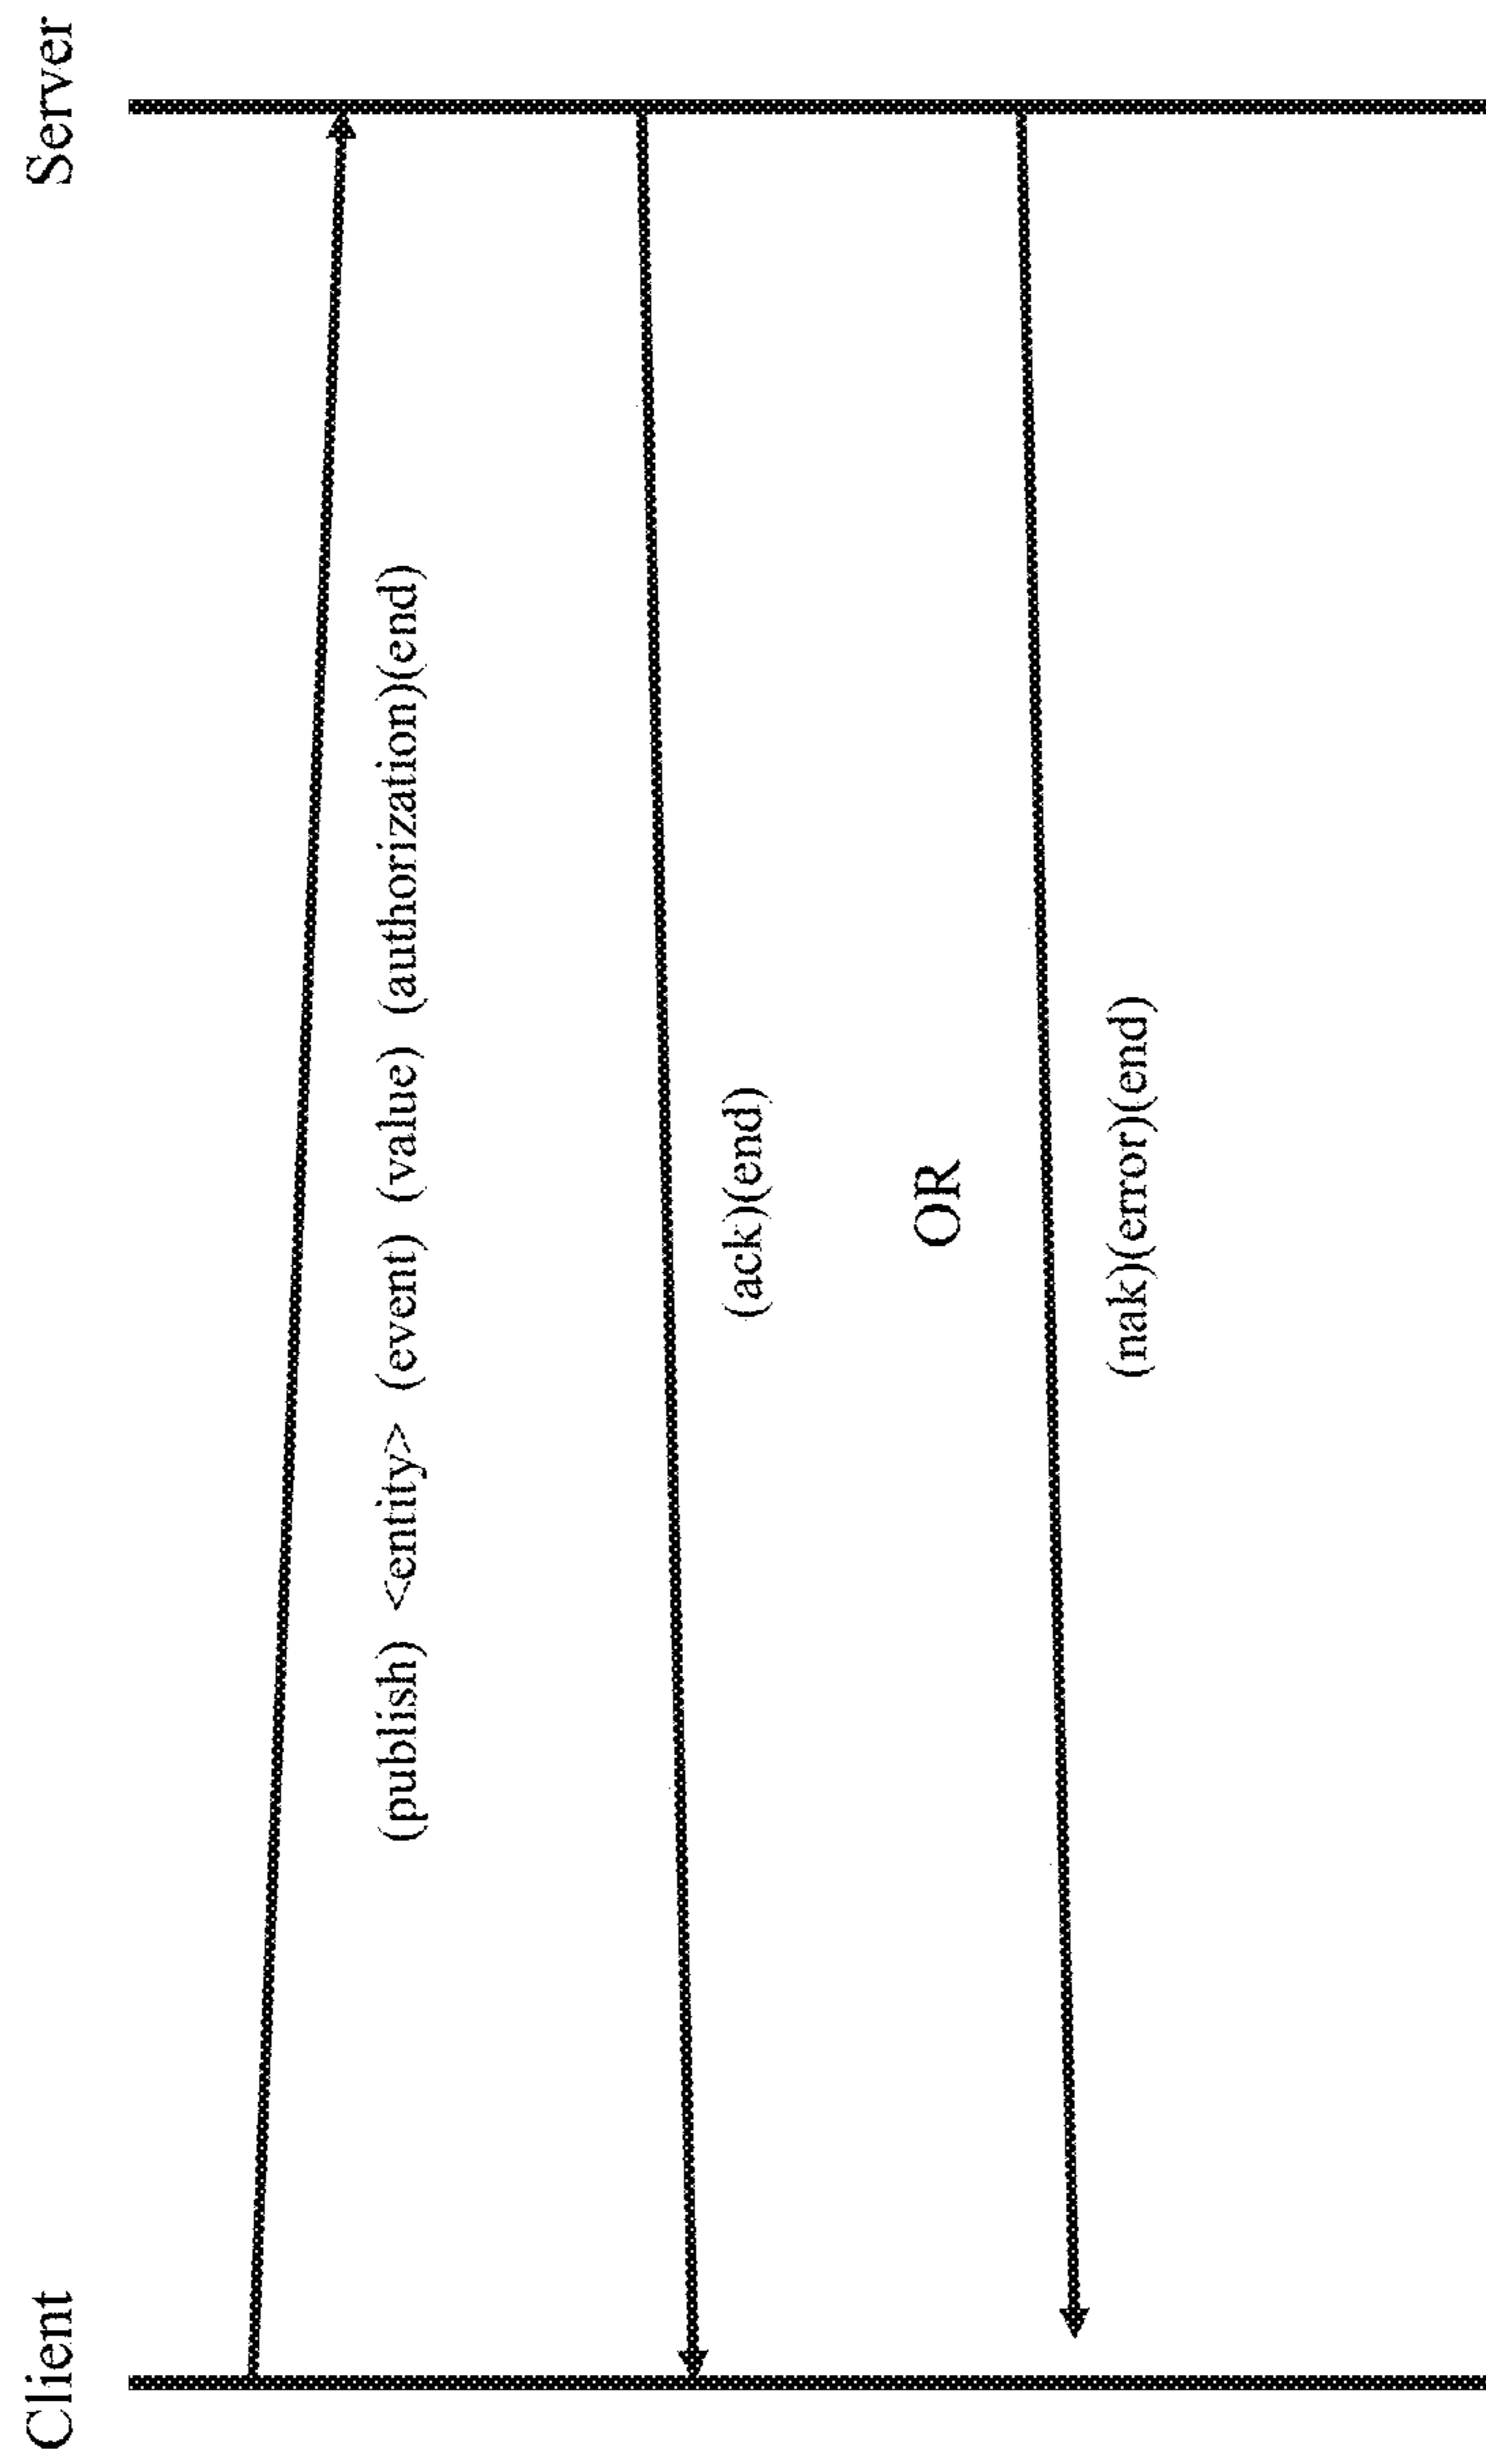 Client
Server
(publish) <entity> (event) (value) (authorization)(end)
(ack)(end)
OR
(nak)(error)(end)